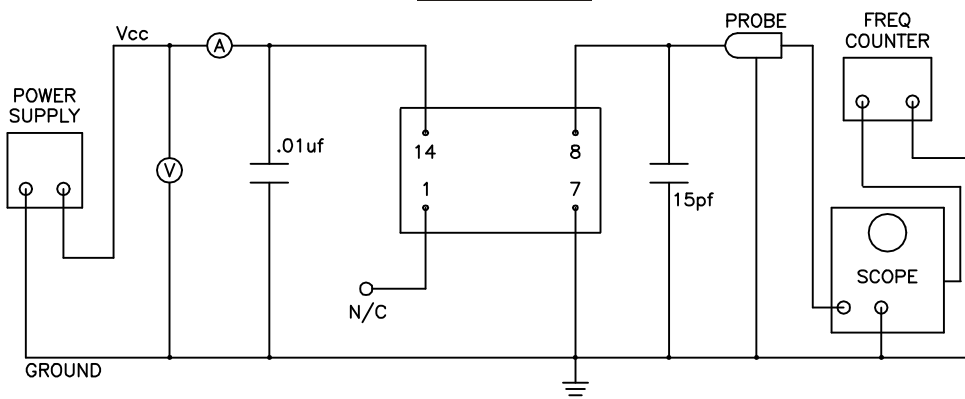 Vcc
A
PROBE
FREQ
COUNTER
POWER
SUPPLY
.01uf
14
8
V
1
7
15pf
SCOPE
N/C
GROUND